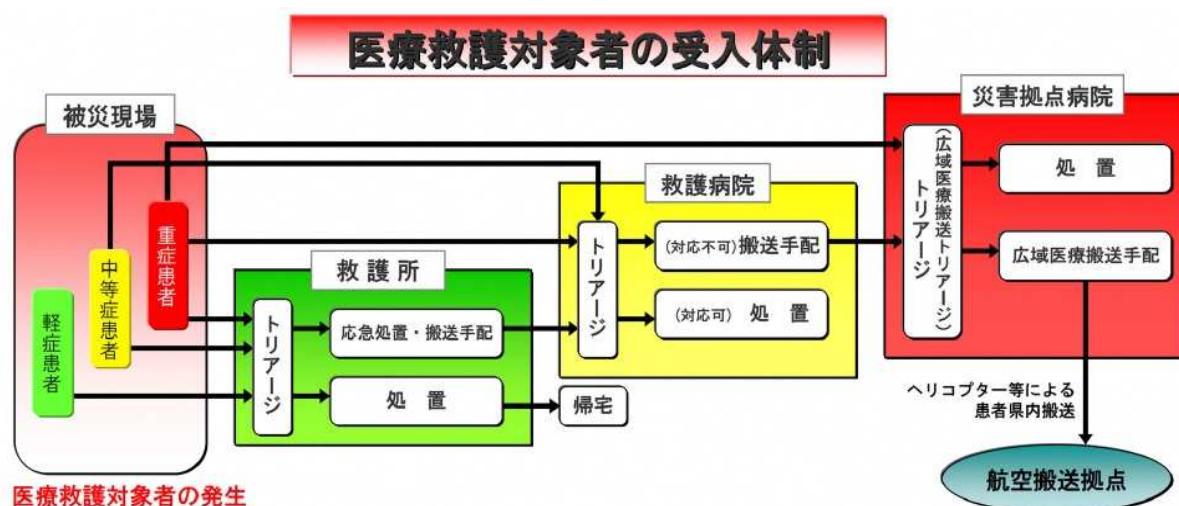 医療救護対象者の受入体制
被災現場
重症患者
中等症患者
軽症患者
医療救護対象者の発生
救護所
トリアージ
応急処置・搬送手配
処置
帰宅
救護病院
トリアージ
(対応不可)搬送手配
(対応可) 処置
災害拠点病院
トリアージ
(広域医療搬送トリアージ)
処置
広域医療搬送手配
ヘリコプター等による
患者県内搬送
航空搬送拠点